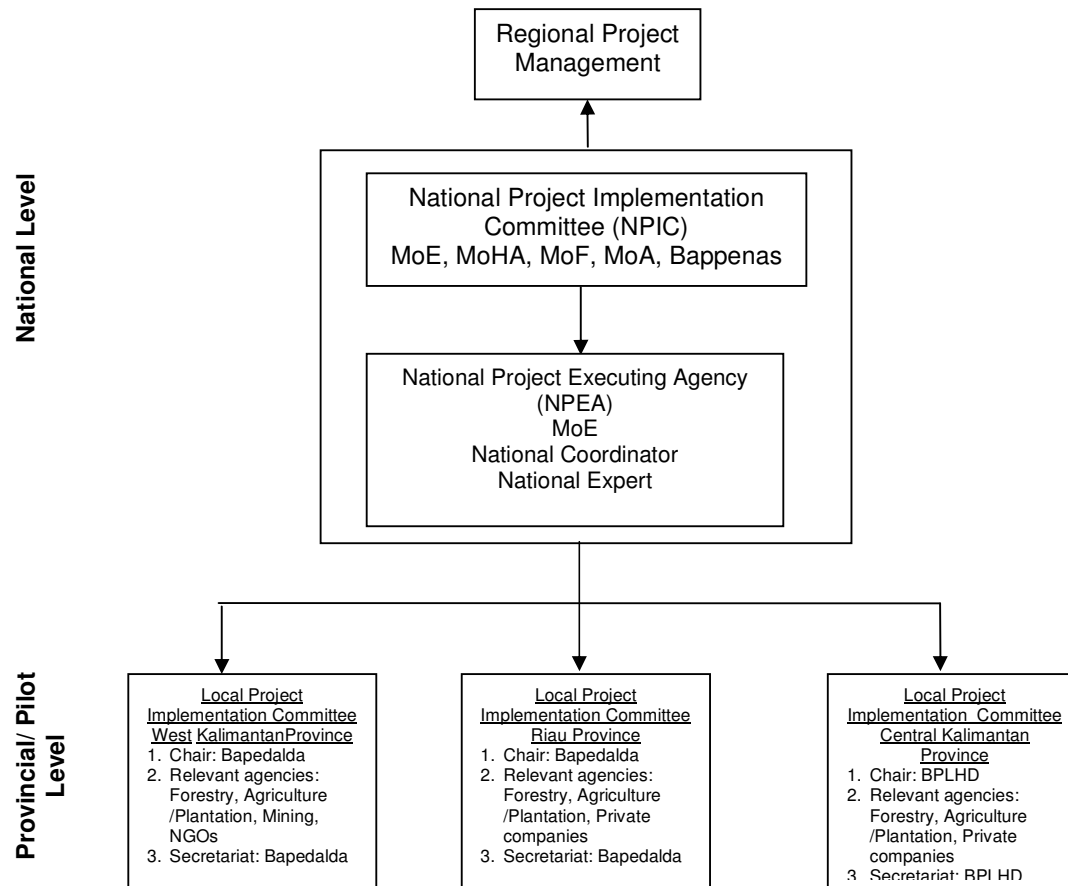 Regional Project
Management
National Level
National Project Implementation
Committee (NPIC)
MoE, MoHA, MoF, MoA, Bappenas
National Project Executing Agency
(NPEA)
MoE
National Coordinator
National Expert
Provincial/ Pilot
Level
Local Project
Implementation Committee
West KalimantanProvince
1. Chair: Bapedalda
2. Relevant agencies:
Forestry, Agriculture
/Plantation, Mining,
NGOs
3. Secretariat: Bapedalda
Local Project
Implementation Committee
Riau Province
1. Chair: Bapedalda
2. Relevant agencies:
Forestry, Agriculture
/Plantation, Private
companies
3. Secretariat: Bapedalda
Local Project
Implementation Committee
Central Kalimantan
Province
1. Chair: BPLHD
2. Relevant agencies:
Forestry, Agriculture
/Plantation, Private
companies
3. Secretariat: BPLHD